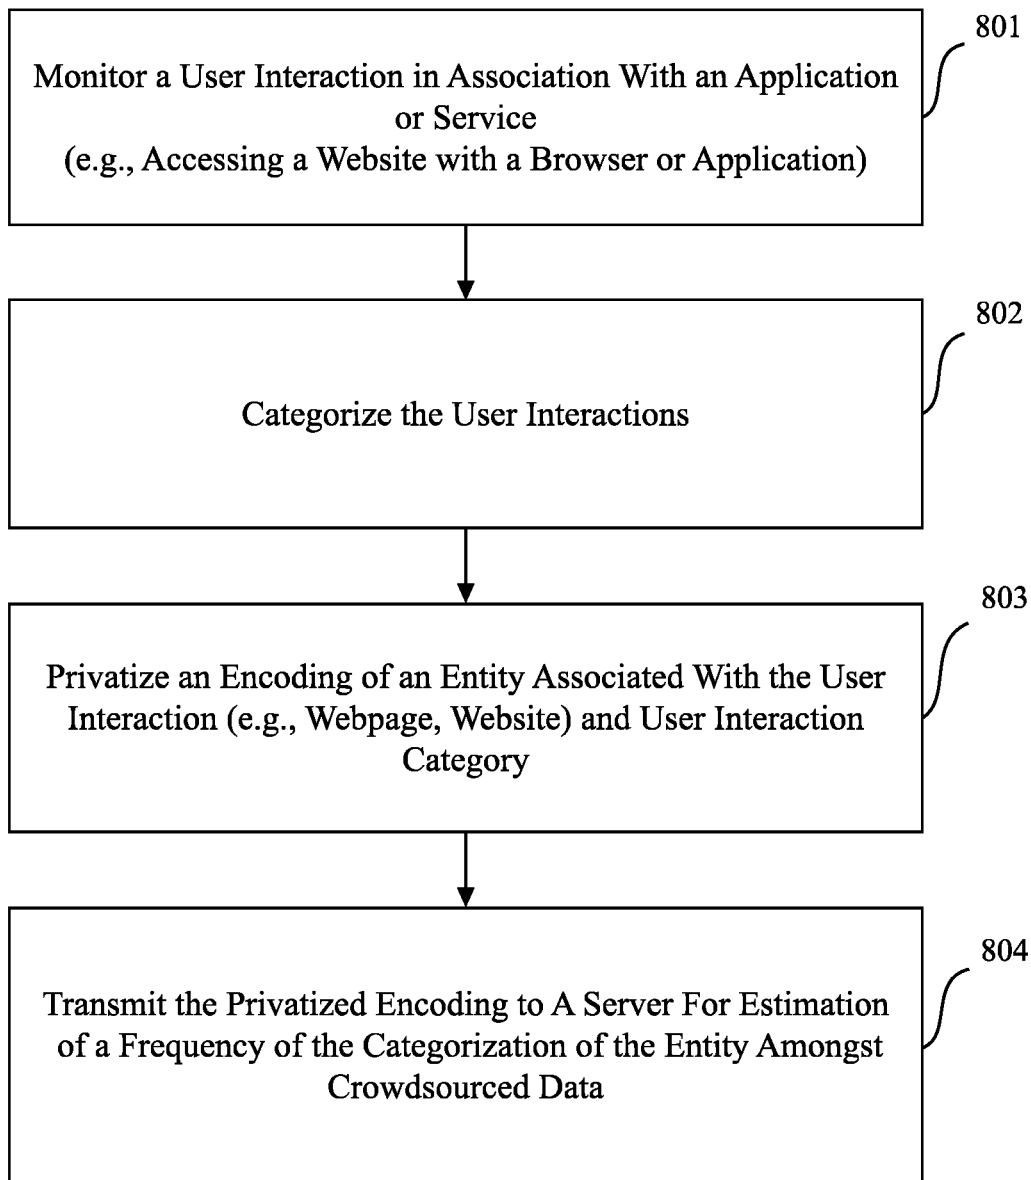 801
Monitor a User Interaction in Association With an Application
or Service
(e.g., Accessing a Website with a Browser or Application)
802
Categorize the User Interactions
803
Privatize an Encoding of an Entity Associated With the User
Interaction (e.g., Webpage, Website) and User Interaction
Category
804
Transmit the Privatized Encoding to A Server For Estimation
of a Frequency of the Categorization of the Entity Amongst
Crowdsourced Data